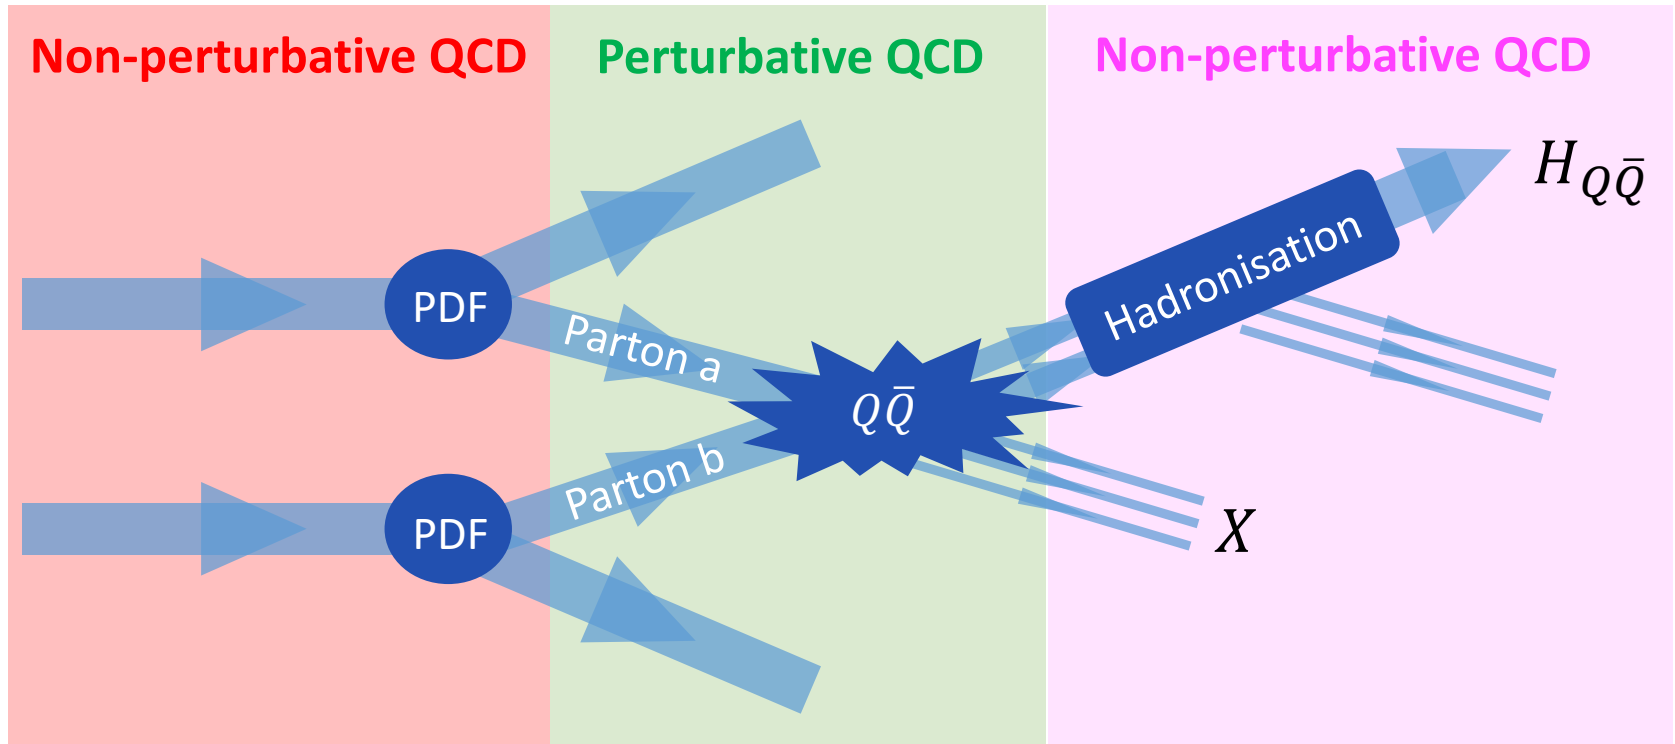 Non-perturbative QCD
Perturbative QCD
Non-perturbative QCD
PDF
Parton a
PDF
Parton b
QQ̄
Hadronisation
H_{QQ̄}
X